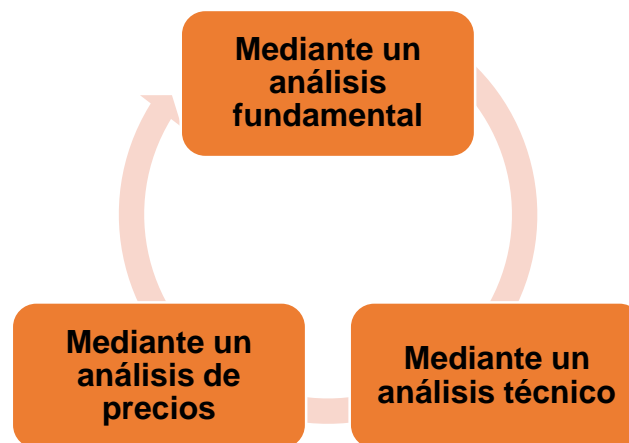 Mediante un
análisis
fundamental
Mediante un
análisis de
precios
Mediante un
análisis técnico